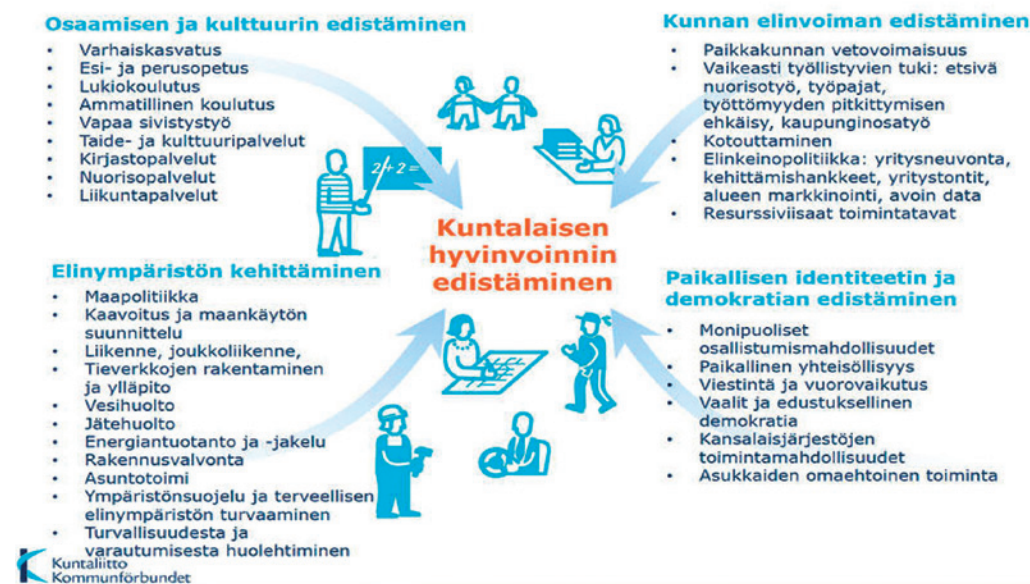 Osaamisen ja kulttuurin edistäminen
• Varhaiskasvatus
• Esi- ja perusopetus
• Lukiokoulutus
• Ammatillinen koulutus
• Vapaa sivistystyö
• Taide- ja kulttuuripalvelut
• Kirjastopalvelut
• Nuorisopalvelut
• Liikuntapalvelut
2+2=
Kunnan elinvoiman edistäminen
• Paikkakunnan vetovoimaisuus
• Vaikeasti työllistyvien tuki: etsivä
nuorisotyö, työpajat,
työttömyyden pitkittymisen
ehkäisy, kaupunginosatyö
• Kotouttaminen
• Elinkeinopolitiikka: yritysneuvonta,
kehittämishankkeet, yritystontit,
alueen markkinointi, avoin data
• Resurssiviisaat toimintatavat
Kuntalaisen
hyvinvoinnin
edistäminen
Elinympäristön kehittäminen
• Maapolitiikka
• Kaavoitus ja maankäytön
suunnittelu
• Liikenne, joukkoliikenne,
• Tieverkkojen rakentaminen
ja ylläpito
• Vesihuolto
• Jätehuolto
• Energiantuotanto ja -jakelu
• Rakennusvalvonta
• Asuntotoimi
• Ympäristönsuojelu ja terveellisen
elinympäristön turvaaminen
• Turvallisuudesta ja
varautumisesta huolehtiminen
Paikallisen identiteetin ja
demokratian edistäminen
• Monipuoliset
osallistumismahdollisuudet
• Paikallinen yhteisöllisyys
• Viestintä ja vuorovaikutus
• Vaalit ja edustuksellinen
demokratia
• Kansalaisjärjestöjen
toimintamahdollisuudet
• Asukkaiden omaehtoinen toiminta
Kuntaliitto
Kommunförbundet